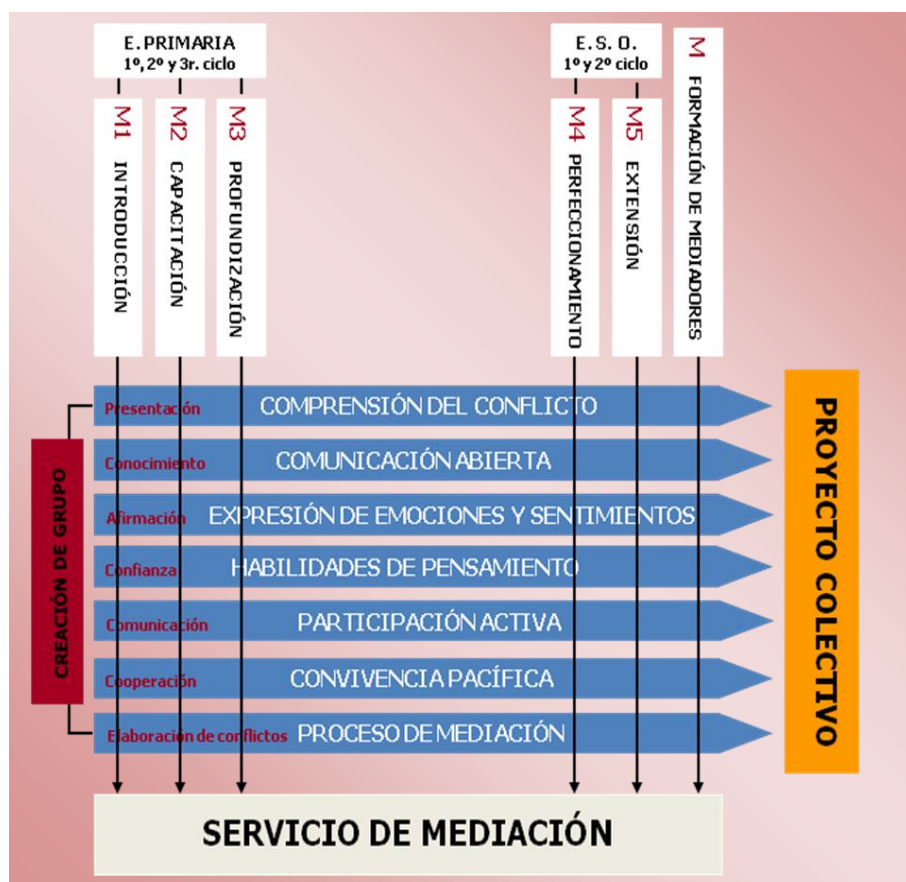 E.PRIMARIA
1º, 2º y 3r. ciclo
E. S. O.
1º y 2º ciclo
M1 INTRODUCCIÓN
M2 CAPACITACIÓN
M3 PROFUNDIZACIÓN
M4 PERFECCIONAMIENTO
M5 EXTENSIÓN
M FORMACIÓN DE MEDIADORES
CREACIÓN DE GRUPO
Presentación COMPRENSIÓN DEL CONFLICTO
Conocimiento COMUNICACIÓN ABIERTA
Afirmación EXPRESIÓN DE EMOCIONES Y SENTIMIENTOS
Confianza HABILIDADES DE PENSAMIENTO
Comunicación PARTICIPACIÓN ACTIVA
Cooperación CONVIVENCIA PACÍFICA
Elaboración de conflictos PROCESO DE MEDIACIÓN
PROYECTO COLECTIVO
SERVICIO DE MEDIACIÓN